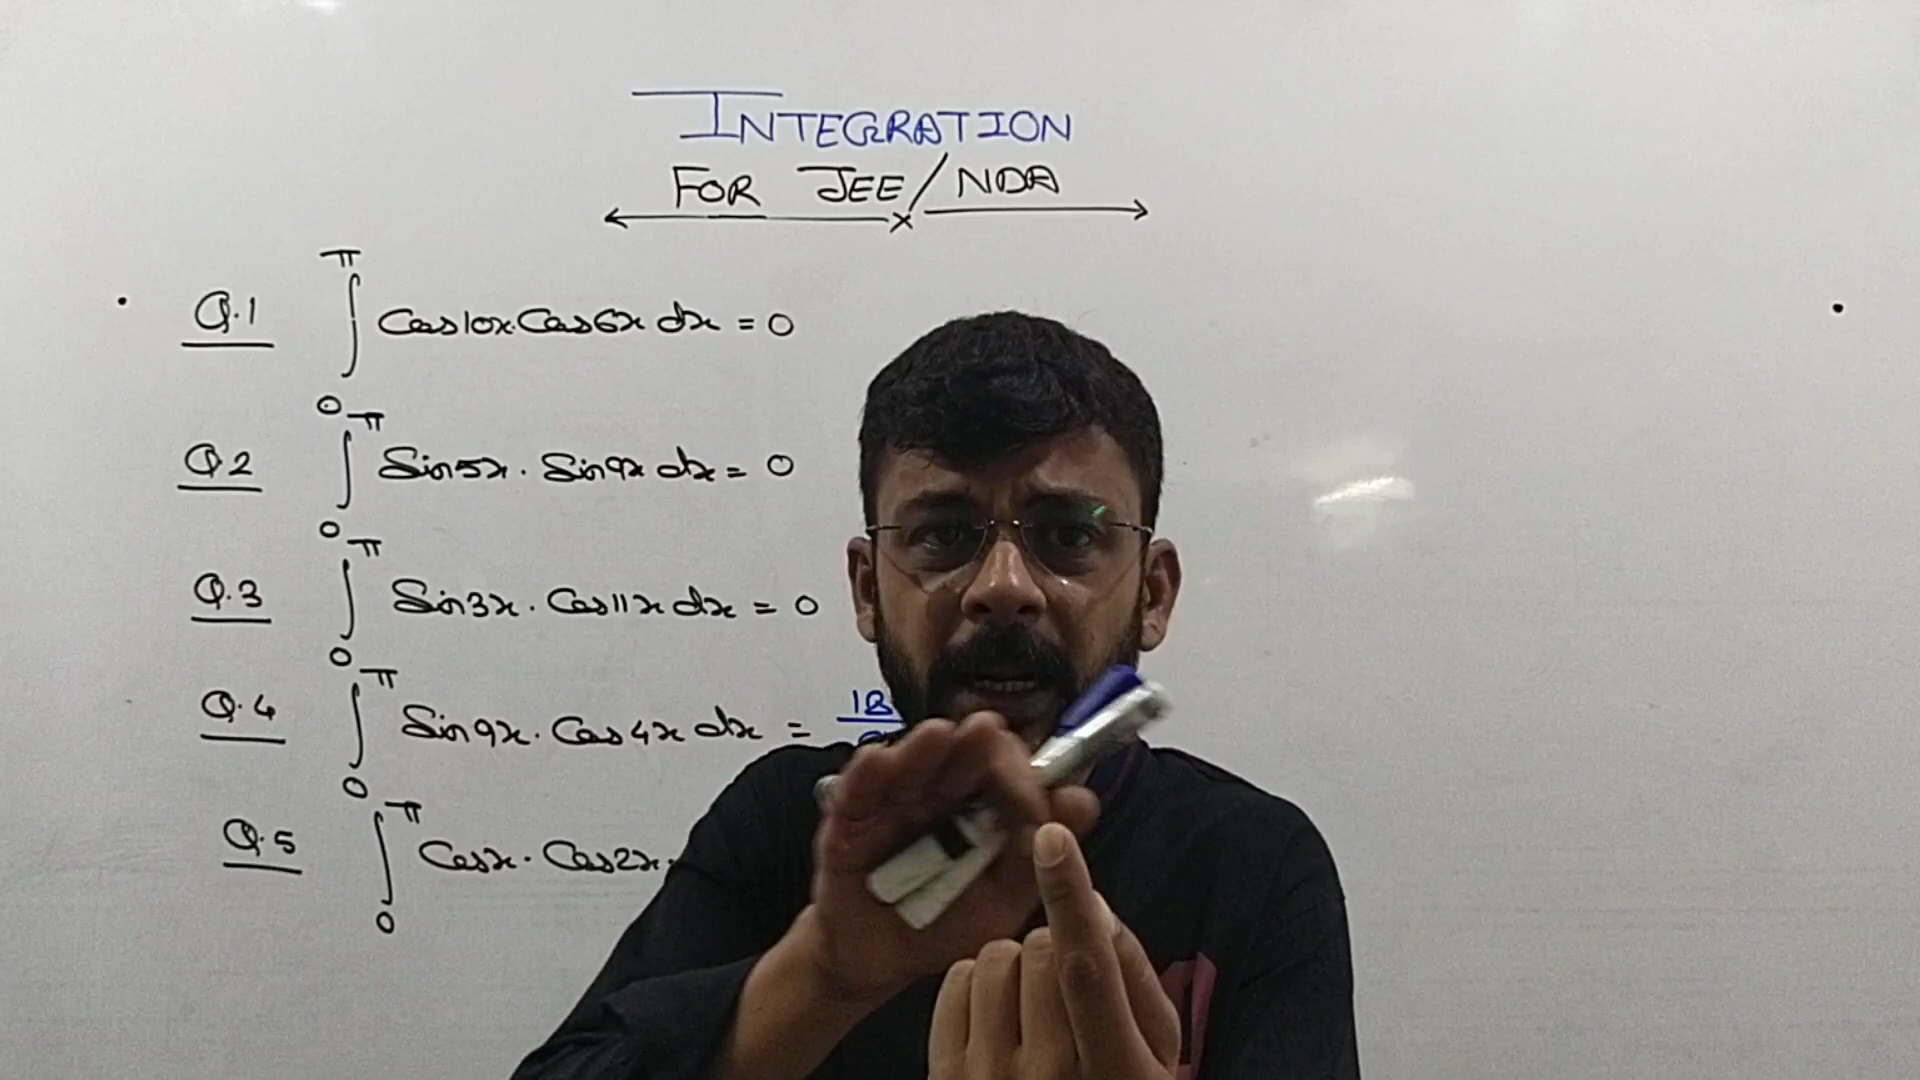 INTEGRATION
FOR JEE/NDA
Q.1 ∫₀^π Cos10x.Cos6x dx = 0
Q.2 ∫₀^π Sin5x . Sin9x dx = 0
Q.3 ∫₀^π Sin3x . Cos11x dx = 0
Q.4 ∫₀^π Sin9x . Cos4x dx = 18
Q.5 ∫₀^π Cosx . Cos2x .